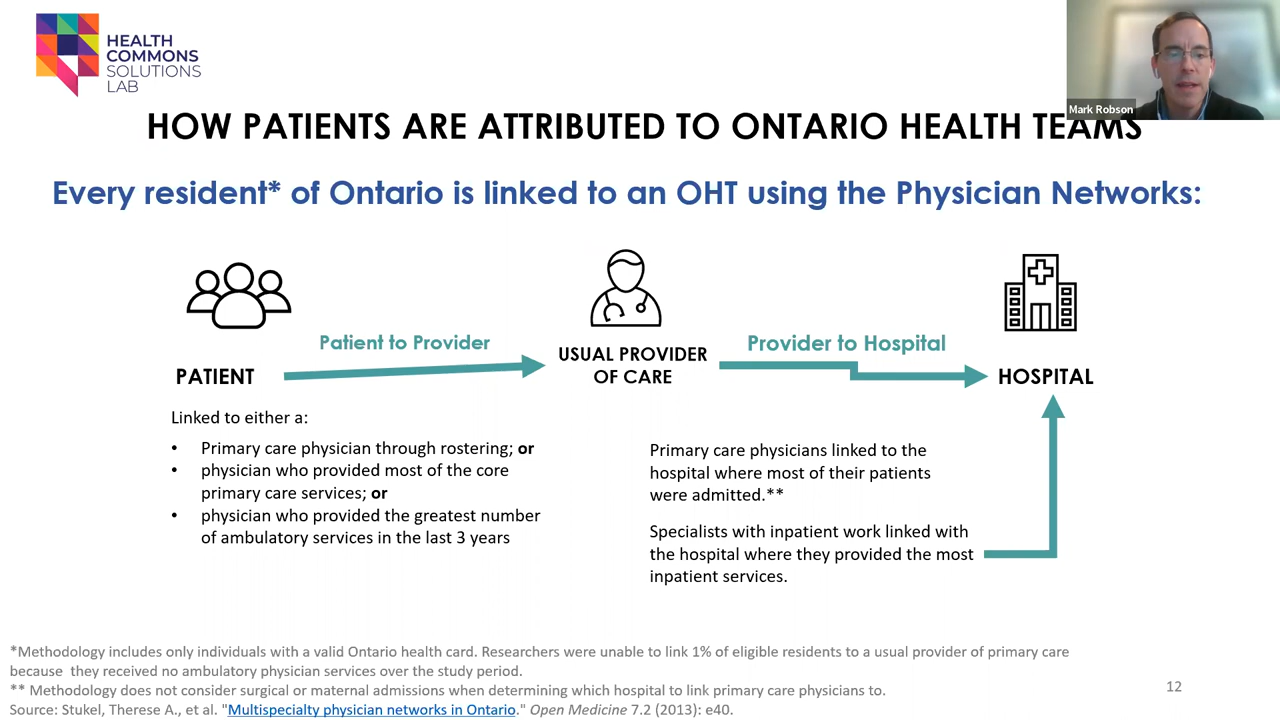 HEALTH
COMMONS
SOLUTIONS
LAB
Mark Robson
HOW PATIENTS ARE ATTRIBUTED TO ONTARIO HEALTH TEAMS
Every resident* of Ontario is linked to an OHT using the Physician Networks:
Patient to Provider
Provider to Hospital
PATIENT
USUAL PROVIDER
OF CARE
HOSPITAL
Linked to either a:
• Primary care physician through rostering; or
• physician who provided most of the core
primary care services; or
• physician who provided the greatest number
of ambulatory services in the last 3 years
Primary care physicians linked to the
hospital where most of their patients
were admitted.**
Specialists with inpatient work linked with
the hospital where they provided the most
inpatient services.
*Methodology includes only individuals with a valid Ontario health card. Researchers were unable to link 1% of eligible residents to a usual provider of primary care
because they received no ambulatory physician services over the study period.
** Methodology does not consider surgical or maternal admissions when determining which hospital to link primary care physicians to.
Source: Stukel, Therese A., et al. "Multispecialty physician networks in Ontario." Open Medicine 7.2 (2013): e40.
12